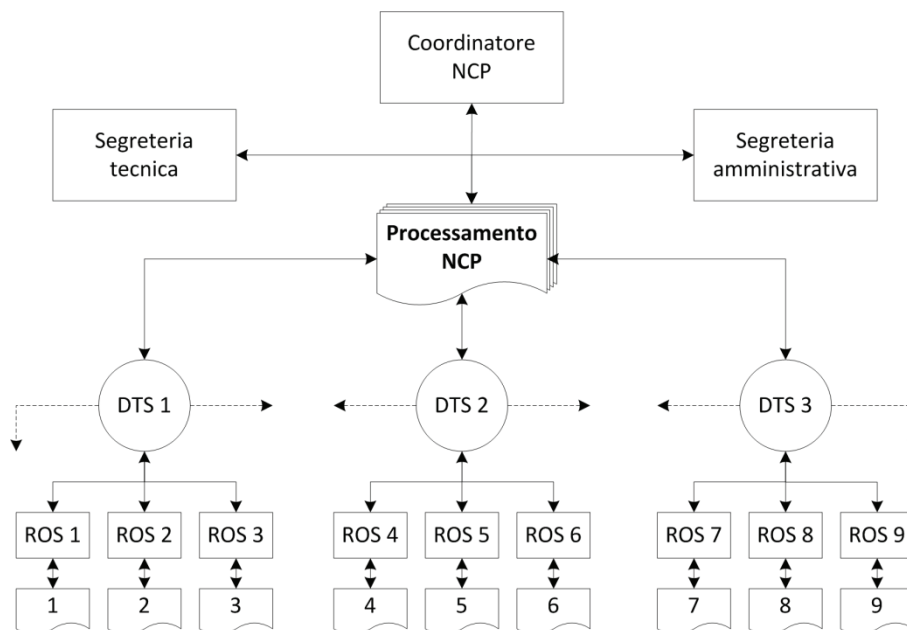 Coordinatore
NCP
Segreteria
tecnica
Segreteria
amministrativa
Processamento
NCP
DTS 1
DTS 2
DTS 3
ROS 1
ROS 2
ROS 3
ROS 4
ROS 5
ROS 6
ROS 7
ROS 8
ROS 9
1
2
3
4
5
6
7
8
9